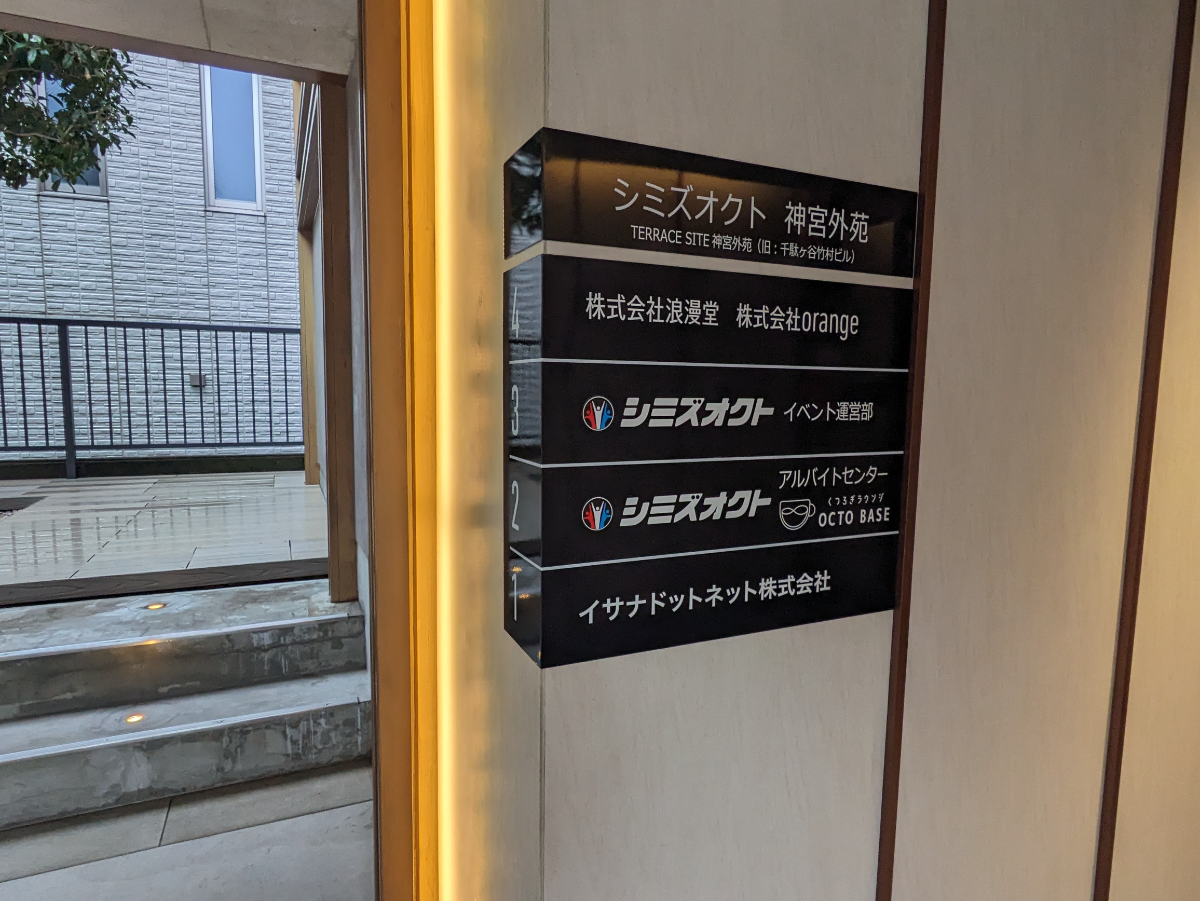 シミズオクト 神宮外苑
TERRACE SITE 神宮外苑（旧：千駄ヶ谷竹村ビル）
4
株式会社浪漫堂 株式会社orange
3
シミズオクト イベント運営部
2
シミズオクト アルバイトセンター
くつろぎラウンジ
OCTO BASE
1
イサナドットネット株式会社